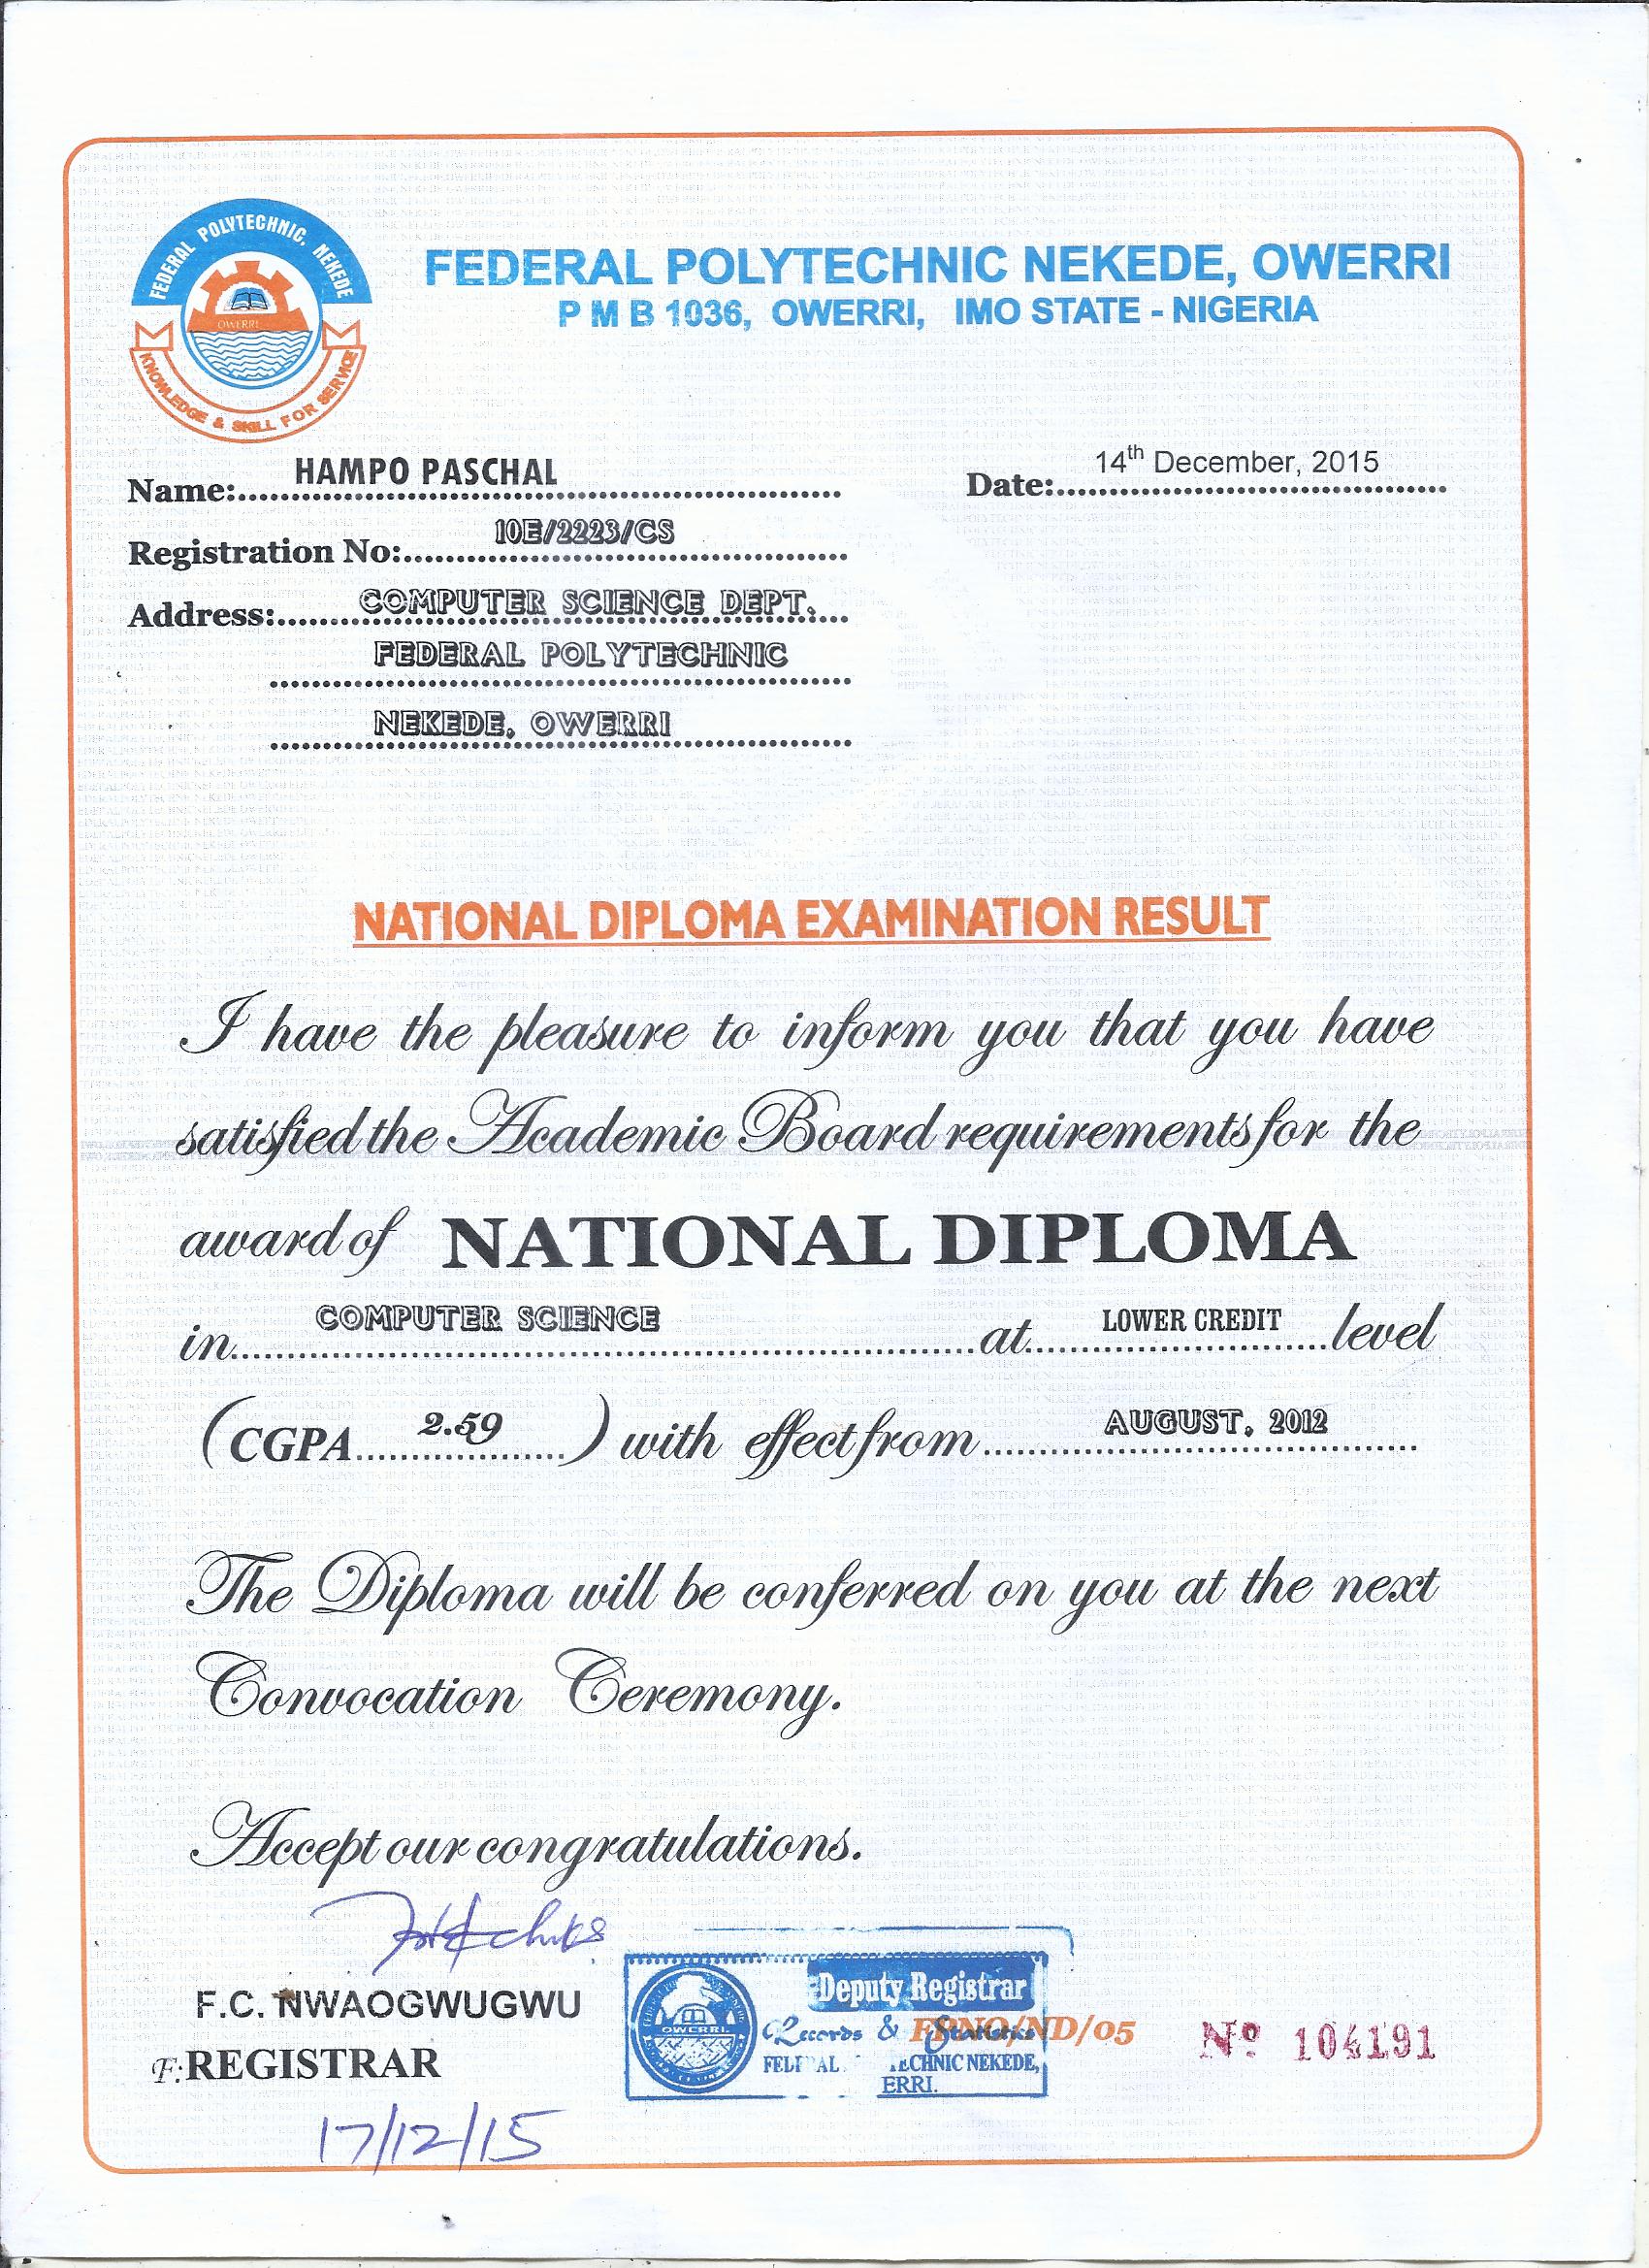 FEDERAL POLYTECHNIC, NEKEDE
OWERRI
KNOWLEDGE & SKILL FOR SERVICE
FEDERAL POLYTECHNIC NEKEDE, OWERRI
P M B 1036, OWERRI, IMO STATE - NIGERIA
Name:HAMPO PASCHAL
Date:14th December, 2015
Registration No:10E/2223/CS
Address:COMPUTER SCIENCE DEPT.
FEDERAL POLYTECHNIC
NEKEDE, OWERRI
NATIONAL DIPLOMA EXAMINATION RESULT
I have the pleasure to inform you that you have
satisfied the Academic Board requirements for the
award of NATIONAL DIPLOMA
in COMPUTER SCIENCE at LOWER CREDIT level
(CGPA 2.59) with effect from AUGUST, 2012
The Diploma will be conferred on you at the next
Convocation Ceremony.
Accept our congratulations.
F.C. NWAOGWUGWU
F:REGISTRAR
17/12/15
Deputy Registrar
Records & Statistics
FPNO/ND/05
TECHNIC NEKEDE,
ERRI.
OWERRI
Nº 104191